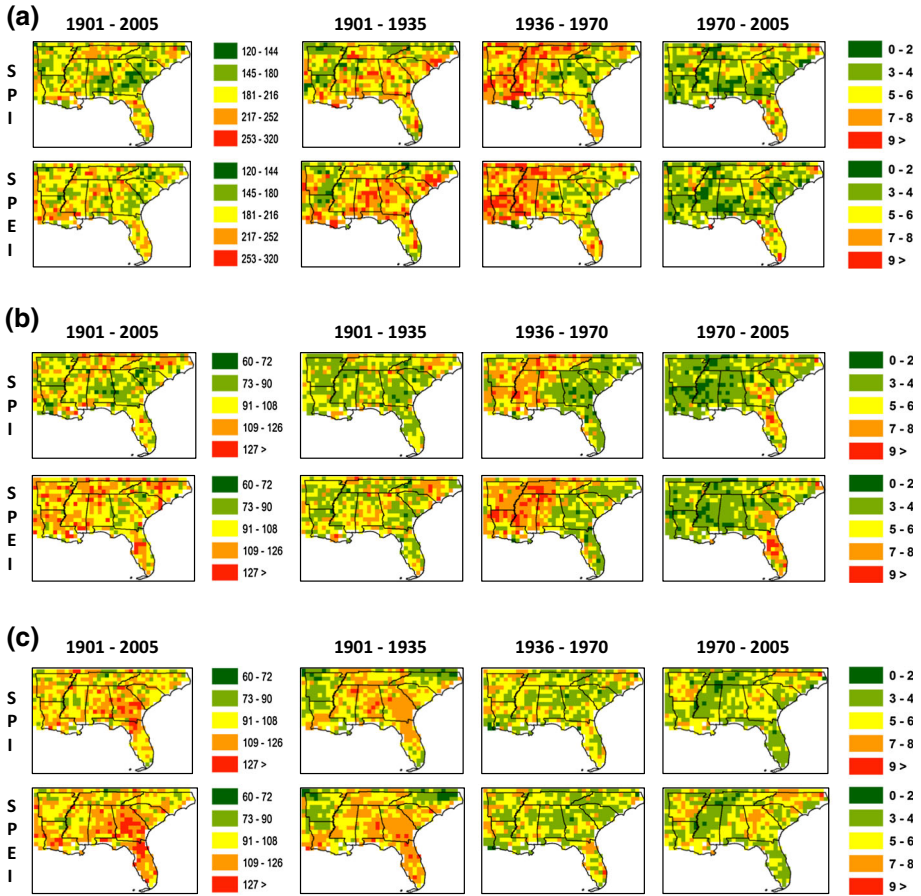 (a)
1901 - 2005
1901 - 1935
1936 - 1970
1970 - 2005
S
P
I
120 - 144
145 - 180
181 - 216
217 - 252
253 - 320
0 - 2
3 - 4
5 - 6
7 - 8
9 >
S
P
E
I
120 - 144
145 - 180
181 - 216
217 - 252
253 - 320
0 - 2
3 - 4
5 - 6
7 - 8
9 >
(b)
1901 - 2005
1901 - 1935
1936 - 1970
1970 - 2005
S
P
I
60 - 72
73 - 90
91 - 108
109 - 126
127 >
0 - 2
3 - 4
5 - 6
7 - 8
9 >
S
P
E
I
60 - 72
73 - 90
91 - 108
109 - 126
127 >
0 - 2
3 - 4
5 - 6
7 - 8
9 >
(c)
1901 - 2005
1901 - 1935
1936 - 1970
1970 - 2005
S
P
I
60 - 72
73 - 90
91 - 108
109 - 126
127 >
0 - 2
3 - 4
5 - 6
7 - 8
9 >
S
P
E
I
60 - 72
73 - 90
91 - 108
109 - 126
127 >
0 - 2
3 - 4
5 - 6
7 - 8
9 >